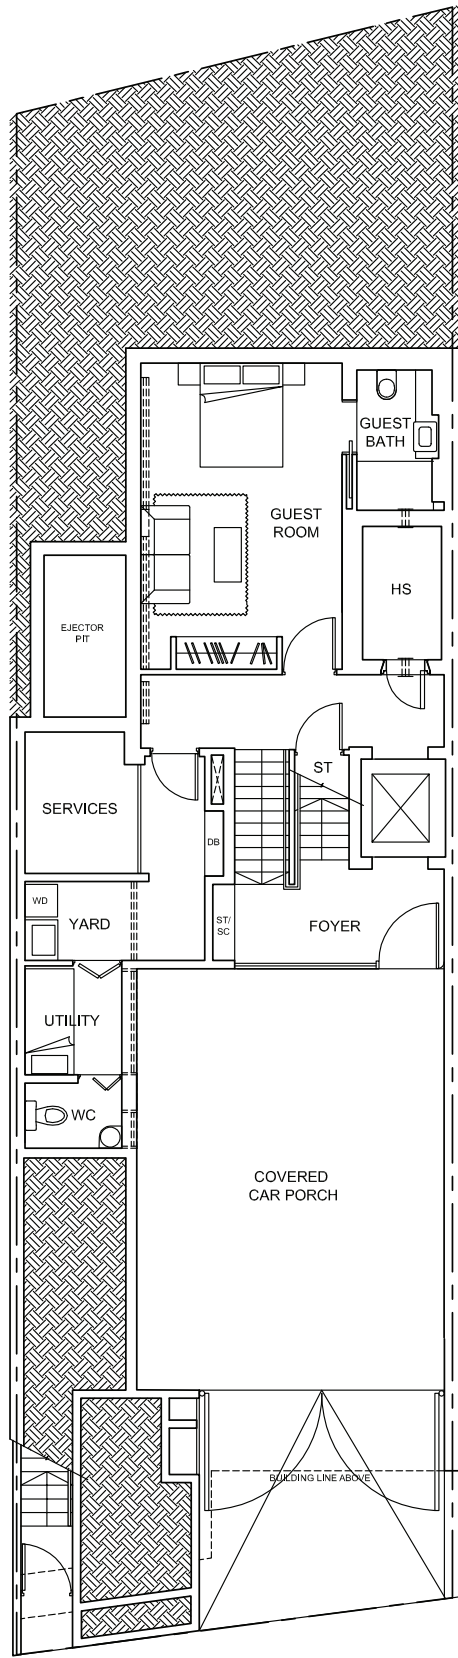 GUEST
BATH
GUEST
ROOM
HS
EJECTOR
PIT
ST
SERVICES
DB
WD
YARD
ST/
SC
FOYER
UTILITY
WC
COVERED
CAR PORCH
BUILDING LINE ABOVE